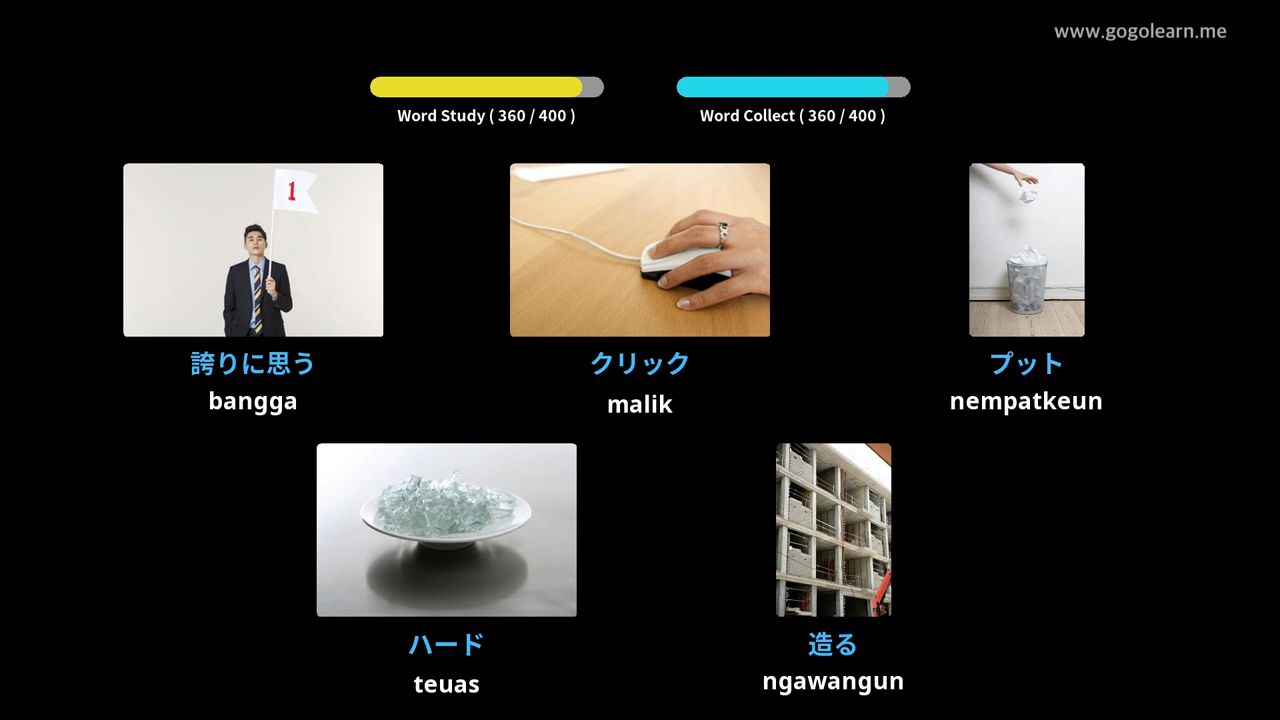 www.gogolearn.me
Word Study ( 360 / 400 )
Word Collect ( 360 / 400 )
1
誇りに思う
クリック
プット
bangga
malik
nempatkeun
ハード
造る
teuas
ngawangun